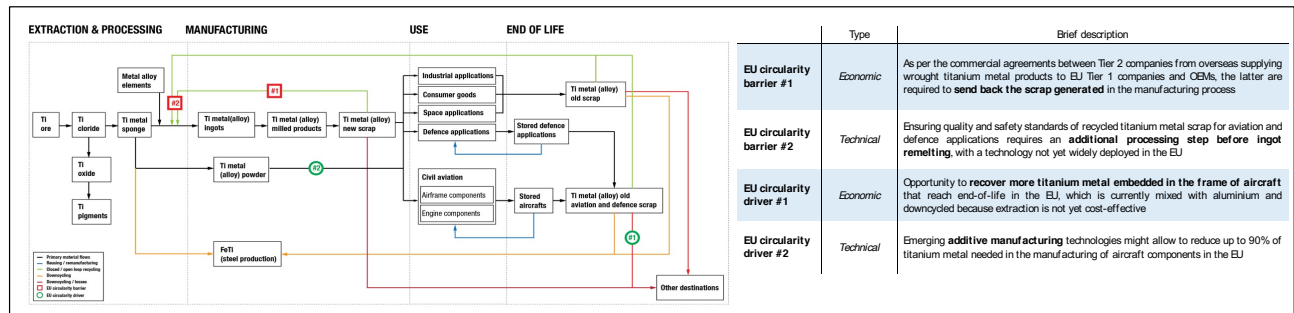 EXTRACTION & PROCESSING
MANUFACTURING
USE
END OF LIFE
Metal alloy
elements
#2
#1
Ti
ore
Ti
cloride
Ti metal
sponge
Ti metal(alloy)
ingots
Ti metal (alloy)
milled products
Ti metal (alloy)
new scrap
Industrial applications
Consumer goods
Space applications
Defence applications
Stored defence
applications
Ti metal (alloy)
old scrap
Ti
oxide
Ti
pigments
Ti metal
(alloy) powder
#2
Civil aviation
Airframe components
Engine components
Stored
aircrafts
Ti metal (alloy) old
aviation and defence scrap
#1
FeTi
(steel production)
Other destinations
Primary material flows
Reusing / remanufacturing
Closed / open loop recycling
Downcycling
Downcycling / losses
EU circularity barrier
EU circularity driver
Type
Brief description
EU circularity
barrier #1
Economic
As per the commercial agreements between Tier 2 companies from overseas supplying
wrought titanium metal products to EU Tier 1 companies and OEMs, the latter are
required to send back the scrap generated in the manufacturing process
EU circularity
barrier #2
Technical
Ensuring quality and safety standards of recycled titanium metal scrap for aviation and
defence applications requires an additional processing step before ingot
remelting, with a technology not yet widely deployed in the EU
EU circularity
driver #1
Economic
Opportunity to recover more titanium metal embedded in the frame of aircraft
that reach end-of-life in the EU, which is currently mixed with aluminium and
downcycled because extraction is not yet cost-effective
EU circularity
driver #2
Technical
Emerging additive manufacturing technologies might allow to reduce up to 90% of
titanium metal needed in the manufacturing of aircraft components in the EU